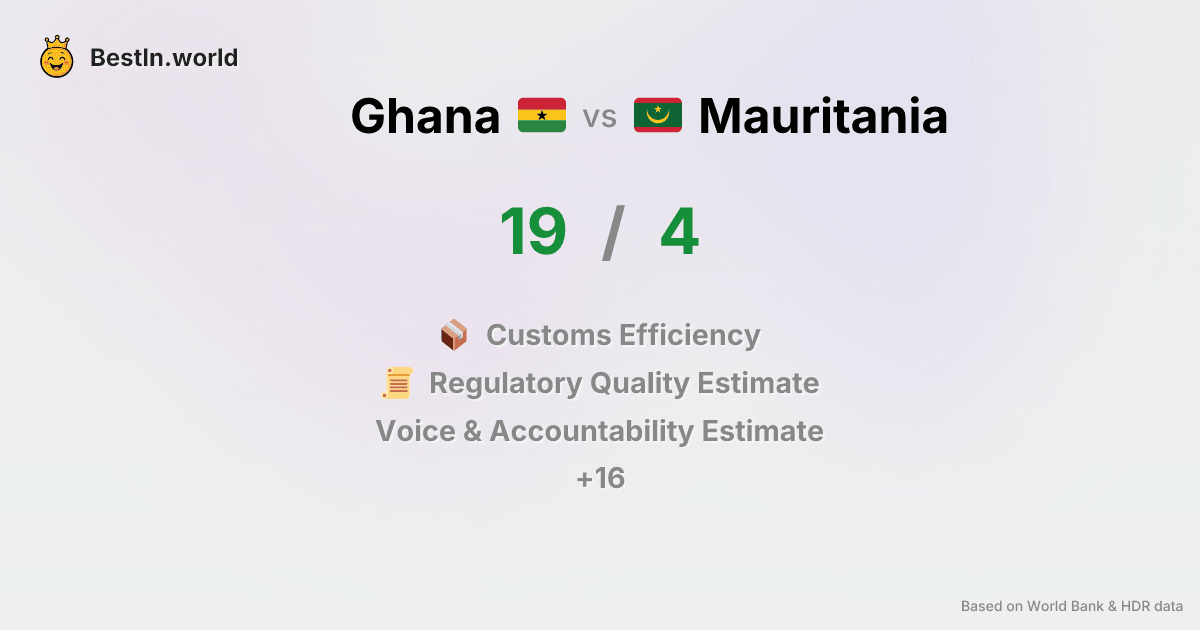 BestIn.world
Ghana vs Mauritania
19 / 4
Customs Efficiency
Regulatory Quality Estimate
Voice & Accountability Estimate
+16
Based on World Bank & HDR data